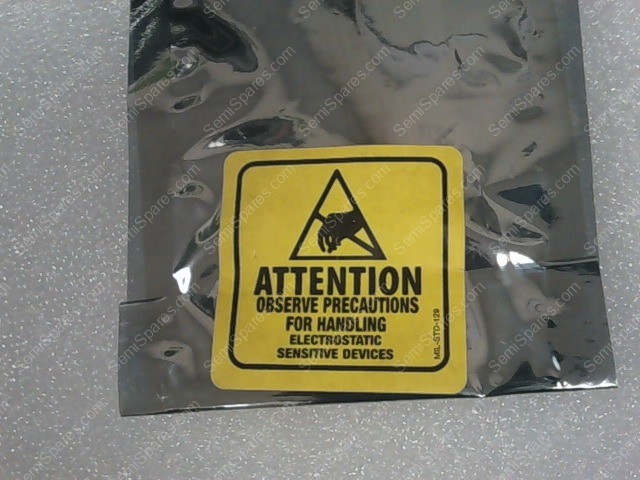 ATTENTION
OBSERVE PRECAUTIONS
FOR HANDLING
ELECTROSTATIC
SENSITIVE DEVICES
MIL-STD-129
SemiSpares.com